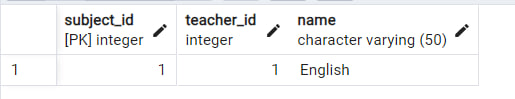 subject_id teacher_id name
[PK] integer integer character varying (50)
1 1 1 English